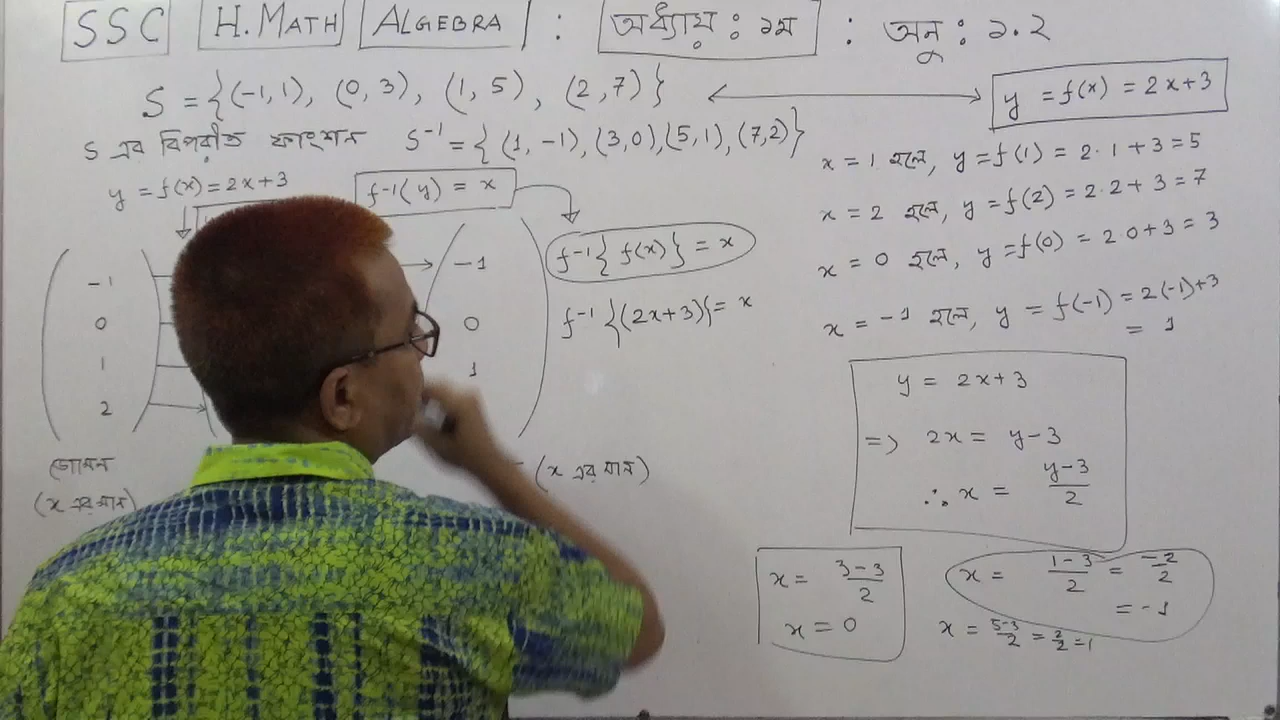 SSC H. MATH ALGEBRA : অধ্যায় : ১ম : অনু : ১.২
S = {(-1, 1), (0, 3), (1, 5), (2, 7)} ⟷ y = f(x) = 2x+3
S এর বিপরীত ফাংশন S⁻¹ = {(1, -1), (3, 0), (5, 1), (7, 2)}
y = f(x) = 2x+3
f⁻¹(y) = x
f⁻¹{f(x)} = x
f⁻¹{(2x+3)} = x
-1
0
1
2
ডোমেন
(x এর মান)
-1
0
1
(x এর মান)
x = 1 হলে, y = f(1) = 2·1 + 3 = 5
x = 2 হলে, y = f(2) = 2·2 + 3 = 7
x = 0 হলে, y = f(0) = 2 0 + 3 = 3
x = -1 হলে, y = f(-1) = 2(-1)+3
= 1
y = 2x+3
=> 2x = y-3
∴ x = (y-3)/2
x = (3-3)/2
x = 0
x = (1-3)/2 = -2/2
= -1
x = (5-3)/2 = 2/2 = 1